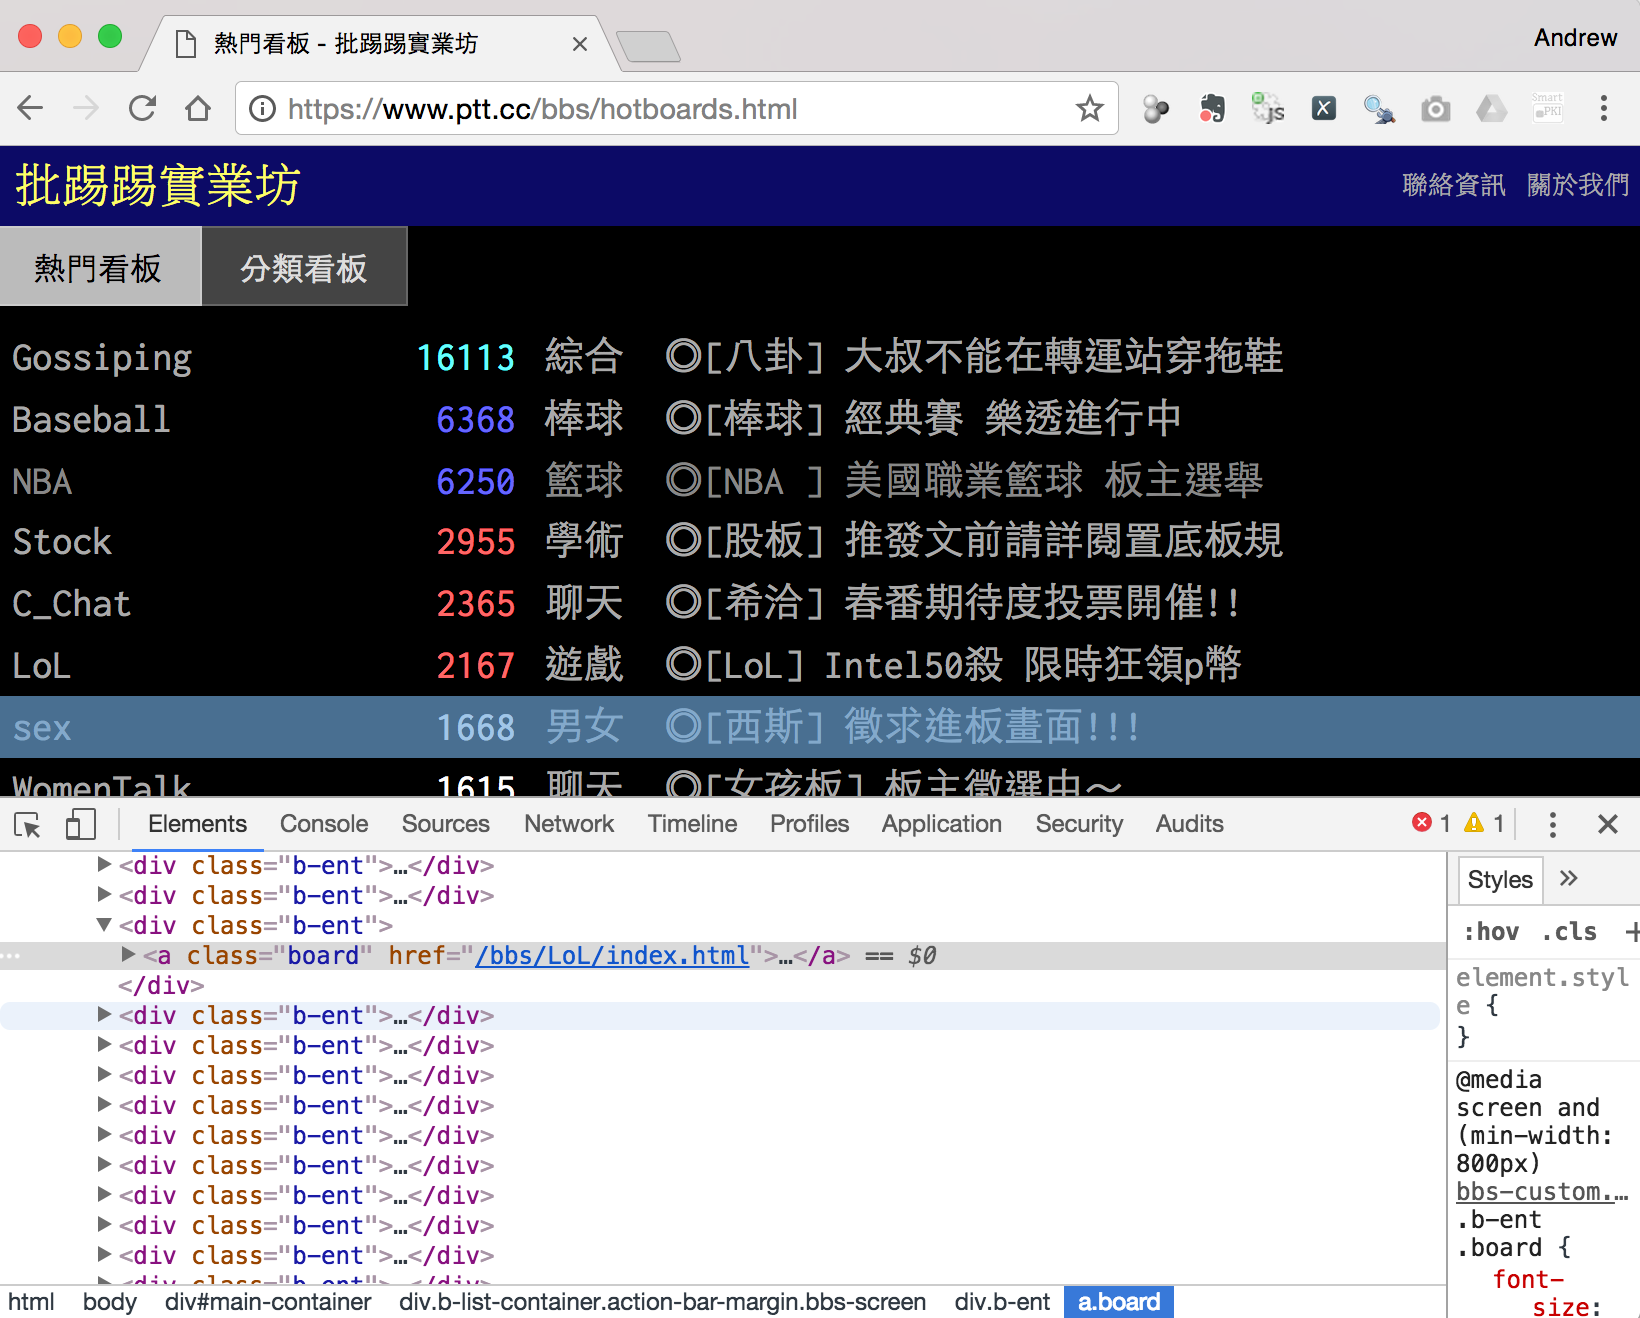 熱門看板 - 批踢踢實業坊
Andrew
https://www.ptt.cc/bbs/hotboards.html
Smart PKI
批踢踢實業坊 聯絡資訊 關於我們
熱門看板 分類看板
Gossiping 16113 綜合 ◎[八卦] 大叔不能在轉運站穿拖鞋
Baseball 6368 棒球 ◎[棒球] 經典賽 樂透進行中
NBA 6250 籃球 ◎[NBA ] 美國職業籃球 板主選舉
Stock 2955 學術 ◎[股板] 推發文前請詳閱置底板規
C_Chat 2365 聊天 ◎[希洽] 春番期待度投票開催!!
LoL 2167 遊戲 ◎[LoL] Intel50殺 限時狂領p幣
sex 1668 男女 ◎[西斯] 徵求進板畫面!!!
WomenTalk 1615 聊天 ◎[女孩板] 板主徵選中～
Elements Console Sources Network Timeline Profiles Application Security Audits 1 1
<div class="b-ent">…</div>
<div class="b-ent">…</div>
<div class="b-ent">
<a class="board" href="/bbs/LoL/index.html">…</a> == $0
</div>
<div class="b-ent">…</div>
<div class="b-ent">…</div>
<div class="b-ent">…</div>
<div class="b-ent">…</div>
<div class="b-ent">…</div>
<div class="b-ent">…</div>
<div class="b-ent">…</div>
<div class="b-ent">…</div>
<div class="b-ent">…</div>
<div class="b-ent">…</div>
html body div#main-container div.b-list-container.action-bar-margin.bbs-screen div.b-ent a.board
Styles »
:hov .cls +
element.styl
e {
}
@media
screen and
(min-width:
800px)
bbs-custom.…
.b-ent
.board {
font-
size: